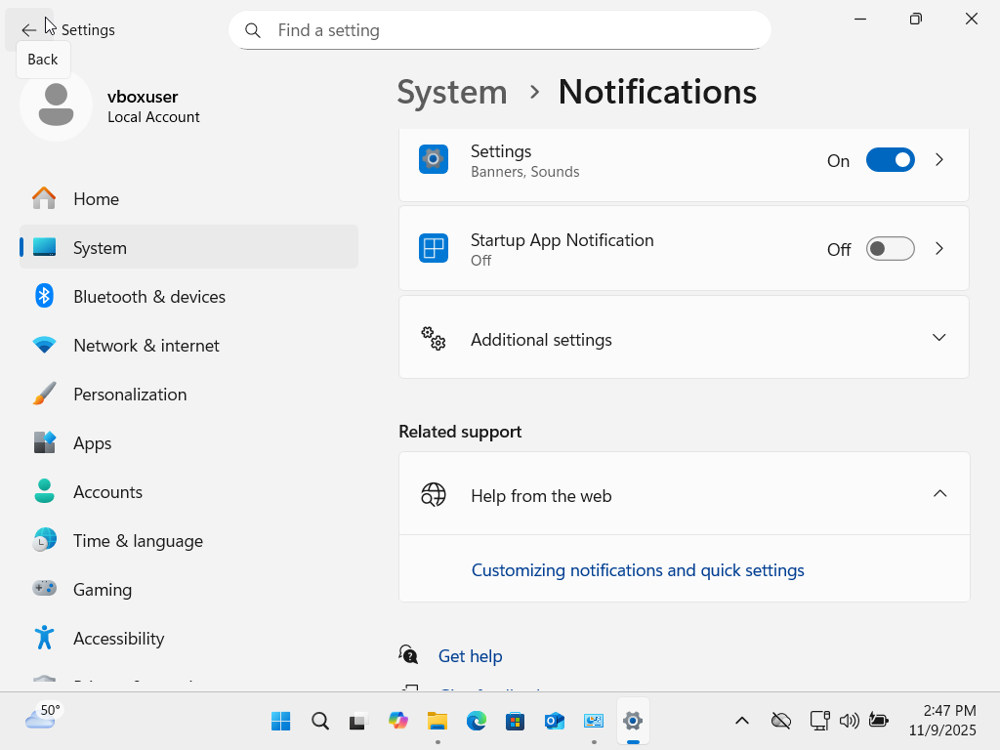 Settings
Find a setting
Back
vboxuser
Local Account
System
Notifications
Home
System
Bluetooth & devices
Network & internet
Personalization
Apps
Accounts
Time & language
Gaming
Accessibility
Settings
Banners, Sounds
On
Startup App Notification
Off
Off
Additional settings
Related support
Help from the web
Customizing notifications and quick settings
Get help
50°
2:47 PM
11/9/2025